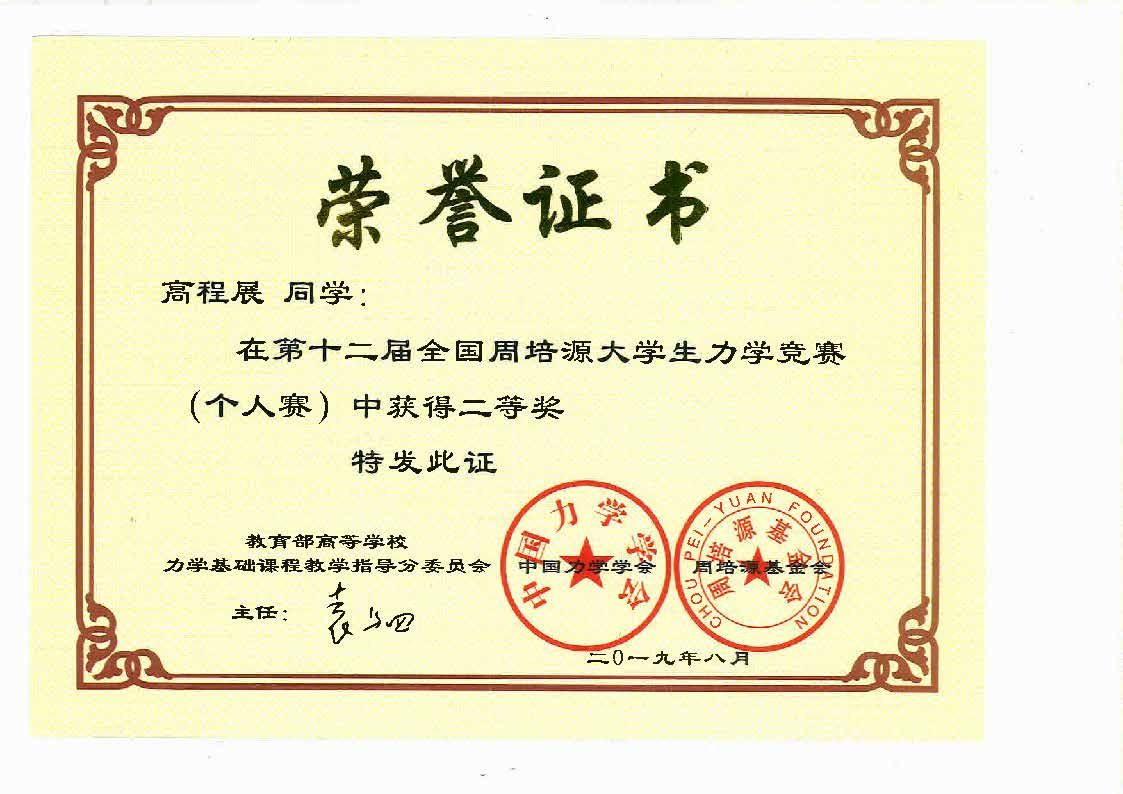 荣誉证书
高程展 同学：
在第十二届全国周培源大学生力学竞赛
（个人赛）中获得二等奖
特发此证
教育部高等学校
力学基础课程教学指导分委员会
主任：
中国力学学会
中国力学学会
周培源基金会
CHOU PEI-YUAN FOUNDATION
周培源基金会
二0一九年八月